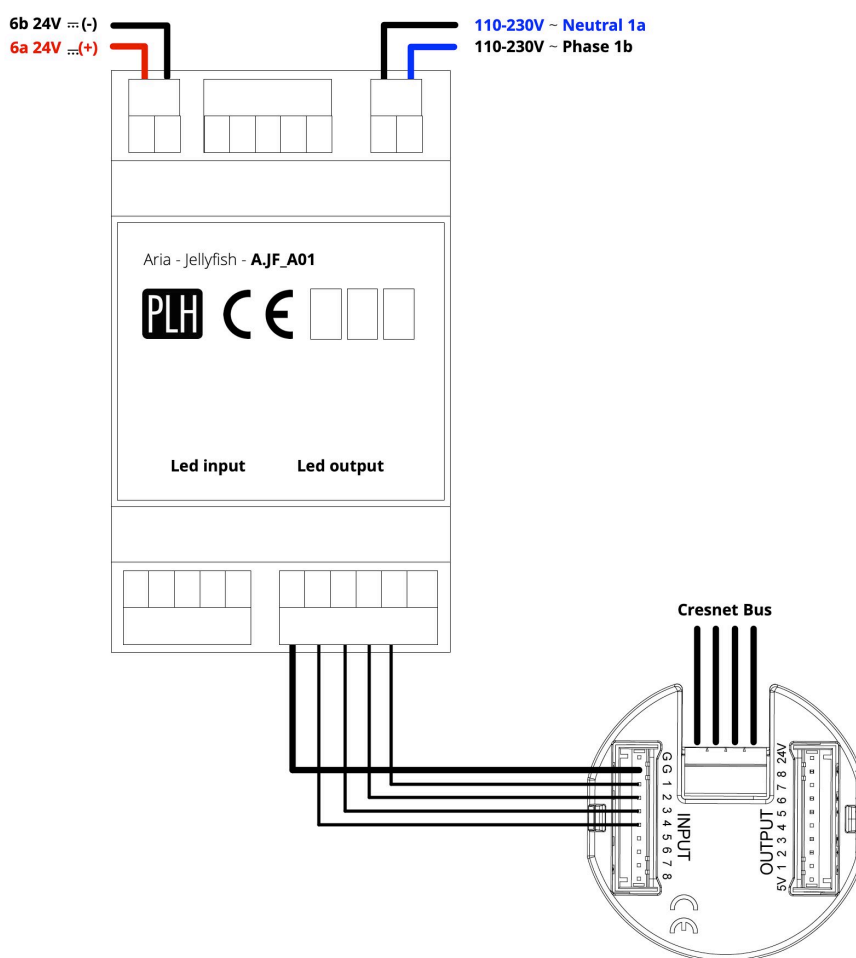 6b 24V ⎓ (-)
6a 24V ⎓(+)
110-230V ~ Neutral 1a
110-230V ~ Phase 1b
Aria - Jellyfish - A.JF_A01
PLH CE
Led input Led output
Cresnet Bus
G G 1 2 3 4 5 6 7 8
INPUT
OUTPUT
5V 1 2 3 4 5 6 7 8 24V
CE